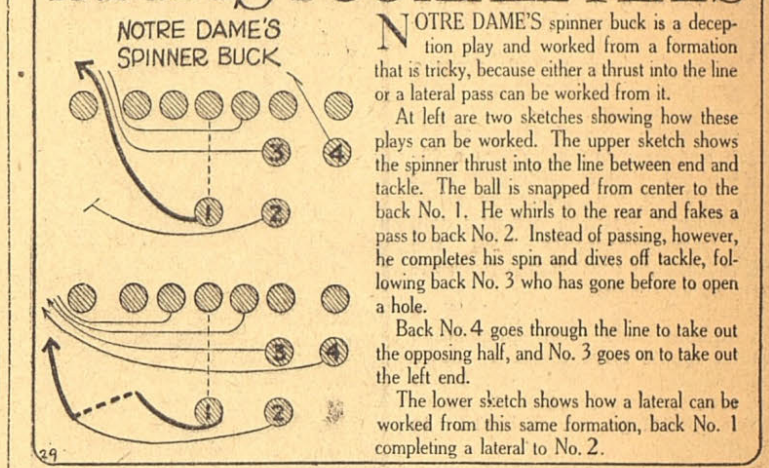 NOTRE DAME'S
SPINNER BUCK
3
4
1
2
3
4
1
2
29
NOTRE DAME'S spinner buck is a decep-
tion play and worked from a formation
that is tricky, because either a thrust into the line
or a lateral pass can be worked from it.
At left are two sketches showing how these
plays can be worked. The upper sketch shows
the spinner thrust into the line between end and
tackle. The ball is snapped from center to the
back No. 1. He whirls to the rear and fakes a
pass to back No. 2. Instead of passing, however,
he completes his spin and dives off tackle, fol-
lowing back No. 3 who has gone before to open
a hole.
Back No. 4 goes through the line to take out
the opposing half, and No. 3 goes on to take out
the left end.
The lower sketch shows how a lateral can be
worked from this same formation, back No. 1
completing a lateral to No. 2.